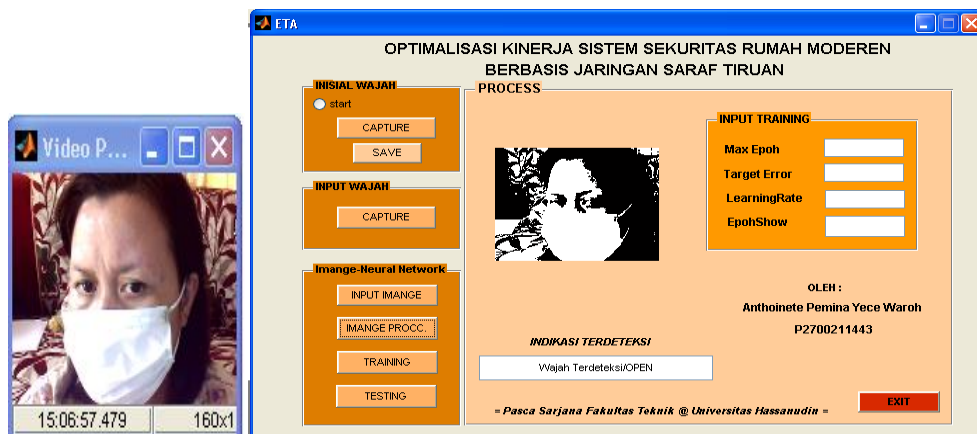 Video P...
15:06:57.479
160x1
ETA
OPTIMALISASI KINERJA SISTEM SEKURITAS RUMAH MODEREN
BERBASIS JARINGAN SARAF TIRUAN
INISIAL WAJAH
start
CAPTURE
SAVE
INPUT WAJAH
CAPTURE
Imange-Neural Network
INPUT IMANGE
IMANGE PROCC.
TRAINING
TESTING
PROCESS
INPUT TRAINING
Max Epoh
Target Error
LearningRate
EpohShow
OLEH :
Anthoinete Pemina Yece Waroh
P2700211443
INDIKASI TERDETEKSI
Wajah Terdeteksi/OPEN
= Pasca Sarjana Fakultas Teknik @ Universitas Hassanudin =
EXIT